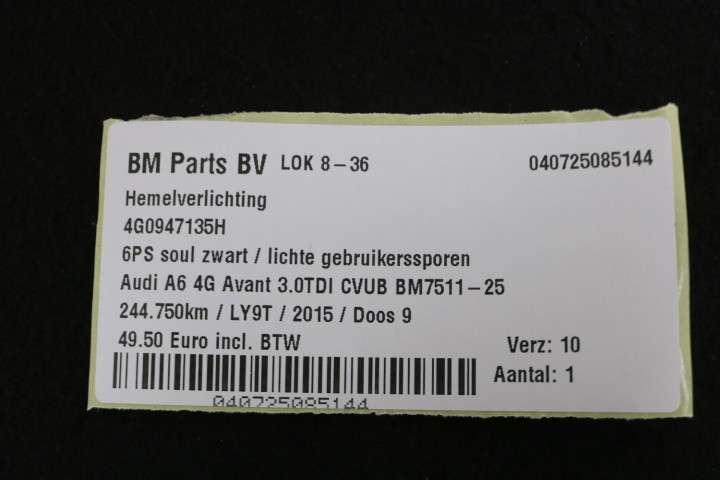 BM Parts BV LOK 8-36 040725085144
Hemelverlichting
4G0947135H
6PS soul zwart / lichte gebruikerssporen
Audi A6 4G Avant 3.0TDI CVUB BM7511-25
244.750km / LY9T / 2015 / Doos 9
49.50 Euro incl. BTW Verz: 10
Aantal: 1
040725085144